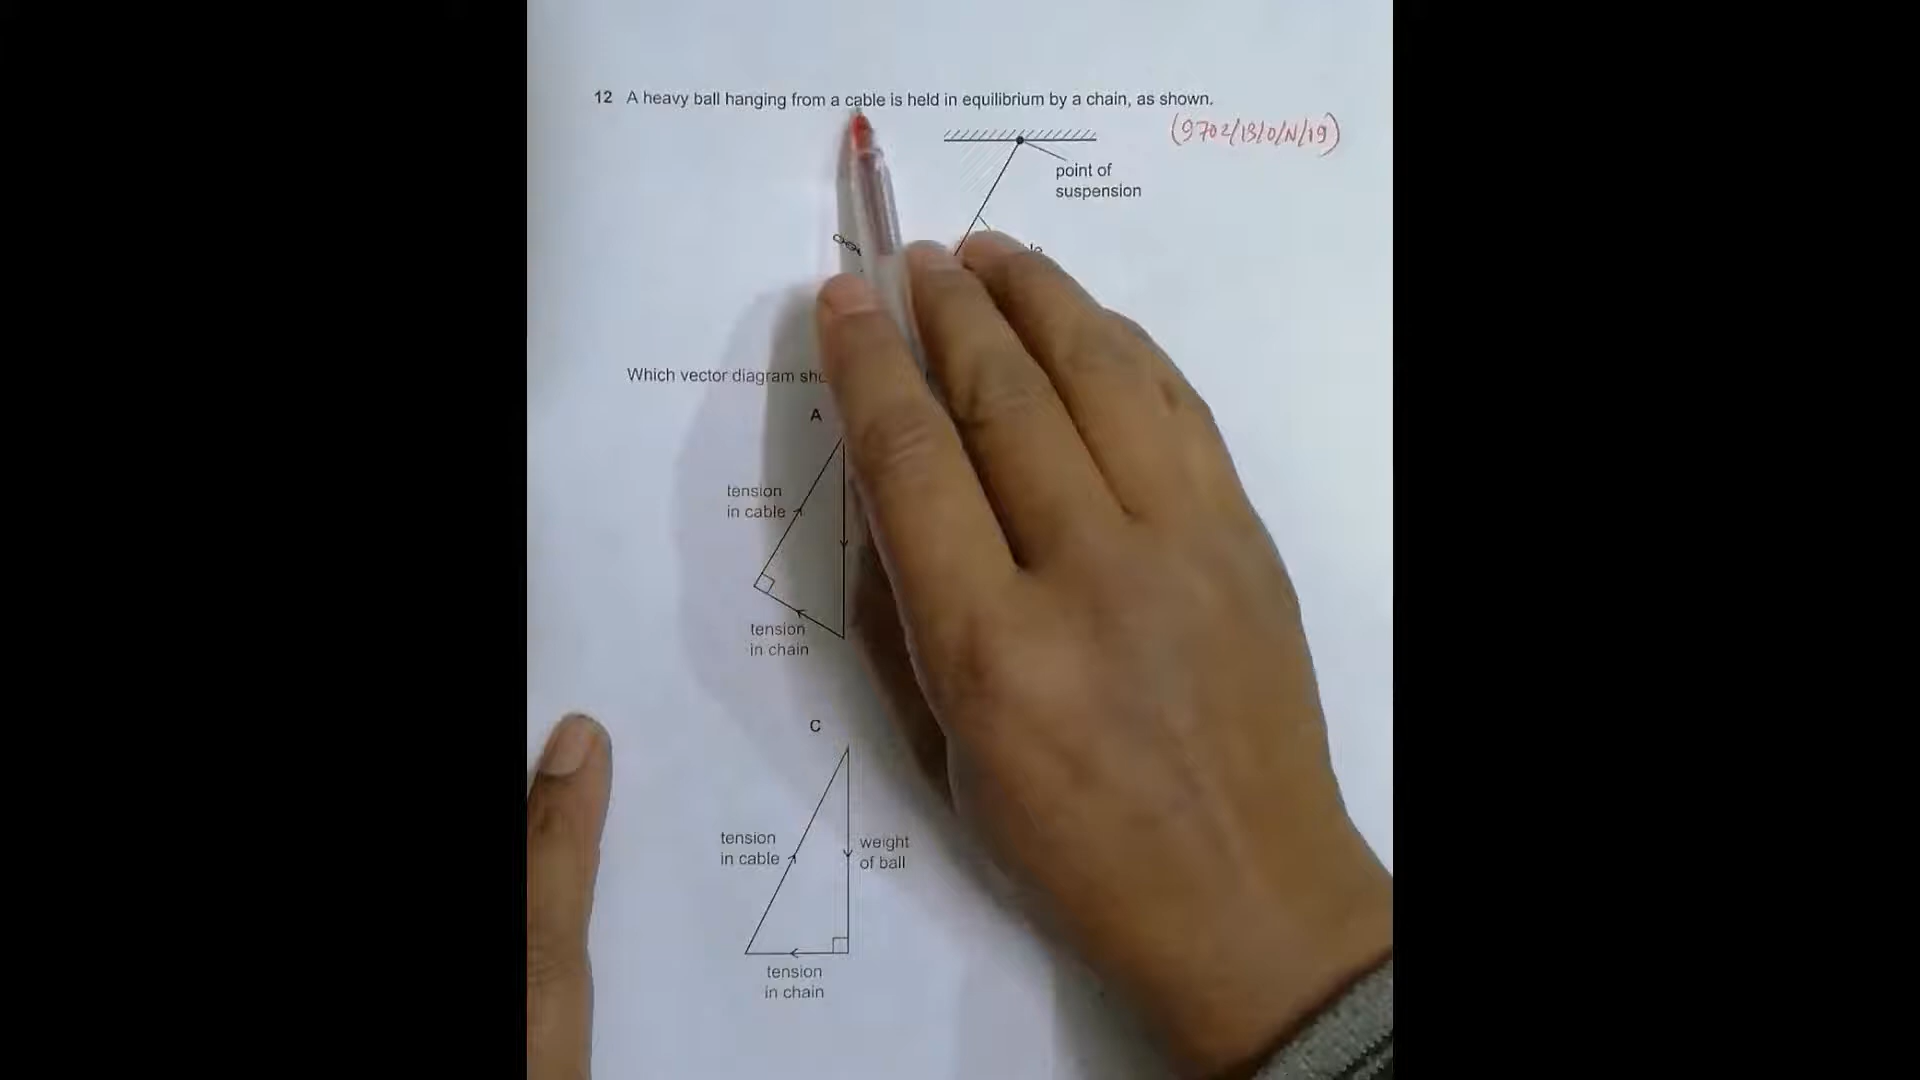 12 A heavy ball hanging from a cable is held in equilibrium by a chain, as shown.
(9702/13/O/N/19)
point of
suspension
Which vector diagram
A
tension
in cable
tension
in chain
C
tension
in cable
weight
of ball
tension
in chain